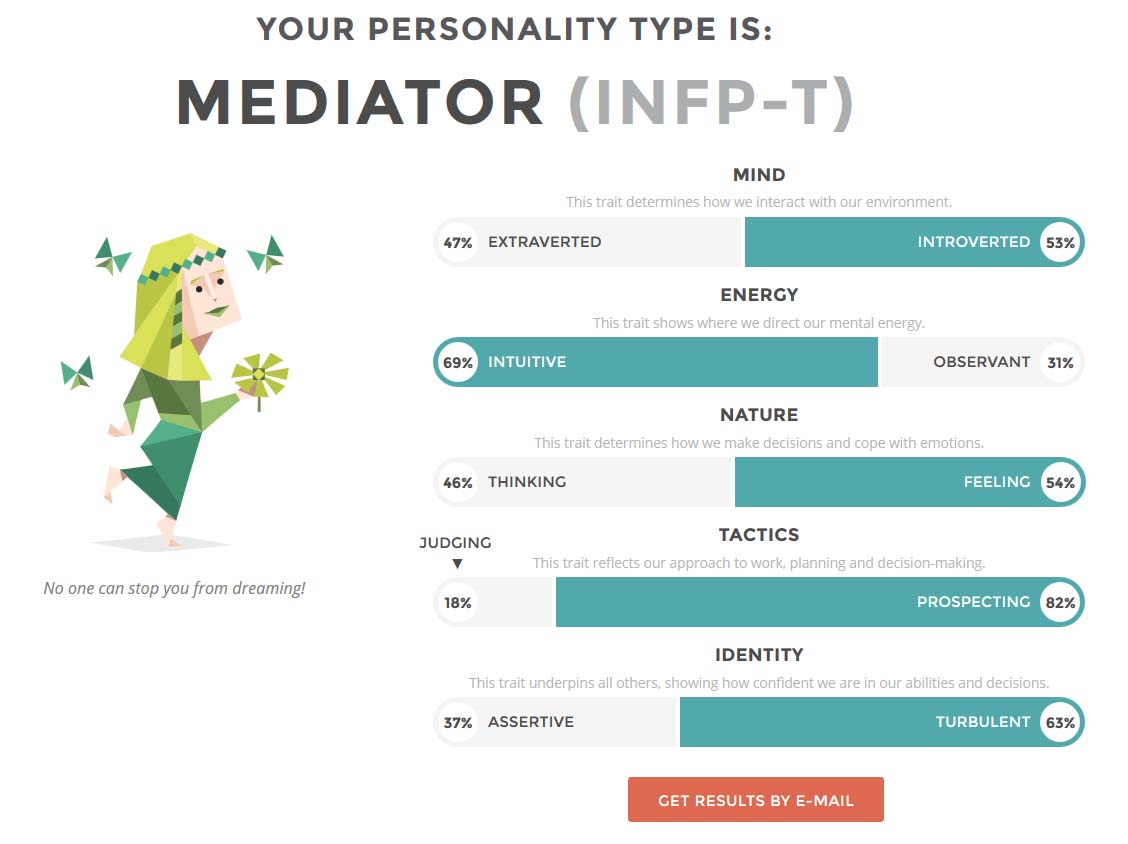 YOUR PERSONALITY TYPE IS:
MEDIATOR (INFP-T)
MIND
This trait determines how we interact with our environment.
47% EXTRAVERTED INTROVERTED 53%
ENERGY
This trait shows where we direct our mental energy.
69% INTUITIVE OBSERVANT 31%
NATURE
This trait determines how we make decisions and cope with emotions.
46% THINKING FEELING 54%
TACTICS
This trait reflects our approach to work, planning and decision-making.
JUDGING
18% PROSPECTING 82%
IDENTITY
This trait underpins all others, showing how confident we are in our abilities and decisions.
37% ASSERTIVE TURBULENT 63%
No one can stop you from dreaming!
GET RESULTS BY E-MAIL